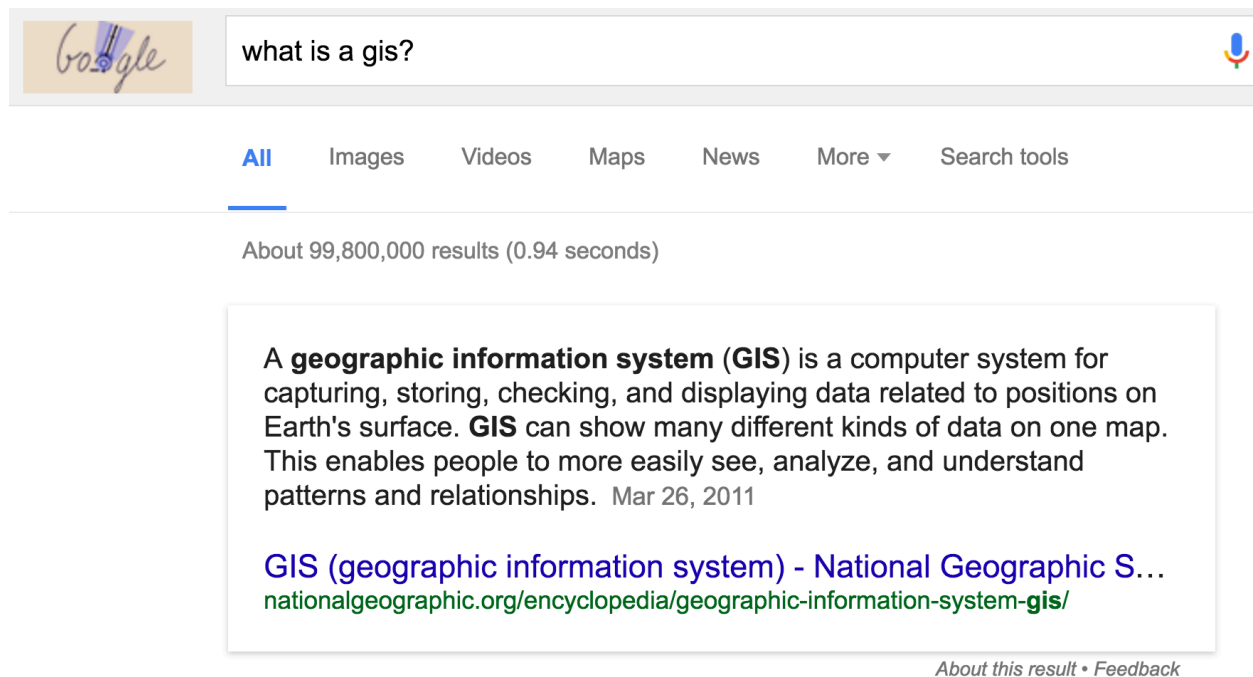 Google
what is a gis?
All Images Videos Maps News More Search tools
About 99,800,000 results (0.94 seconds)
A geographic information system (GIS) is a computer system for
capturing, storing, checking, and displaying data related to positions on
Earth's surface. GIS can show many different kinds of data on one map.
This enables people to more easily see, analyze, and understand
patterns and relationships. Mar 26, 2011
GIS (geographic information system) - National Geographic S...
nationalgeographic.org/encyclopedia/geographic-information-system-gis/
About this result • Feedback